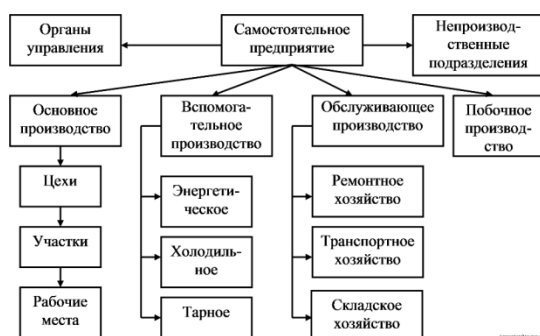 Органы
управления
Самостоятельное
предприятие
Непроизвод-
ственные
подразделения
Основное
производство
Вспомога-
тельное
производство
Обслуживающее
производство
Побочное
производ-
ство
Цехи
Энергети-
ческое
Ремонтное
хозяйство
Участки
Холодиль-
ное
Транспортное
хозяйство
Рабочие
места
Тарное
Складское
хозяйство